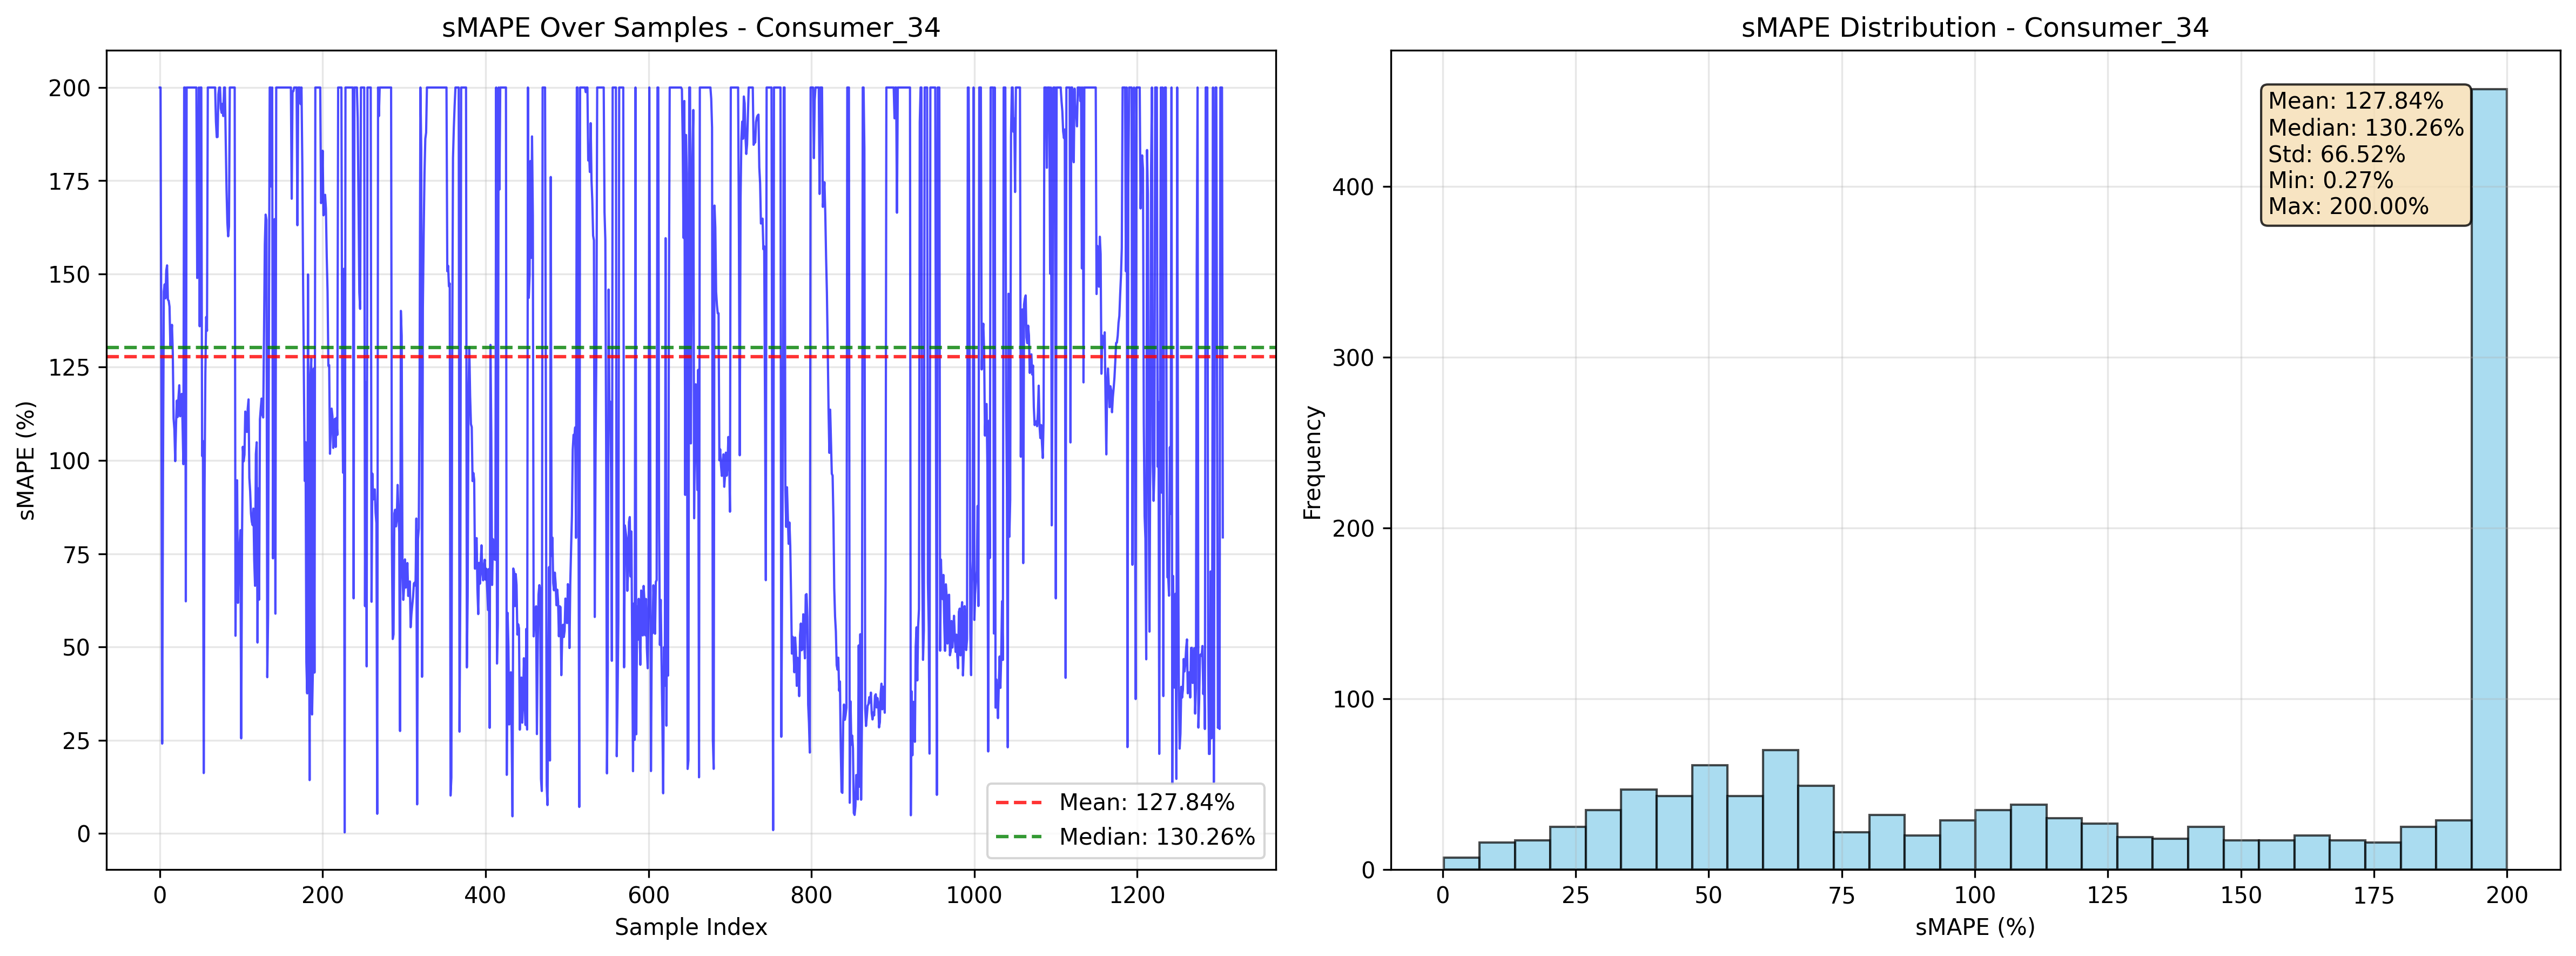 sMAPE Over Samples - Consumer_34
200
175
150
125
100
75
50
25
0
sMAPE (%)
0 200 400 600 800 1000 1200
Sample Index
Mean: 127.84%
Median: 130.26%
sMAPE Distribution - Consumer_34
400
300
200
100
0
Frequency
0 25 50 75 100 125 150 175 200
sMAPE (%)
Mean: 127.84%
Median: 130.26%
Std: 66.52%
Min: 0.27%
Max: 200.00%